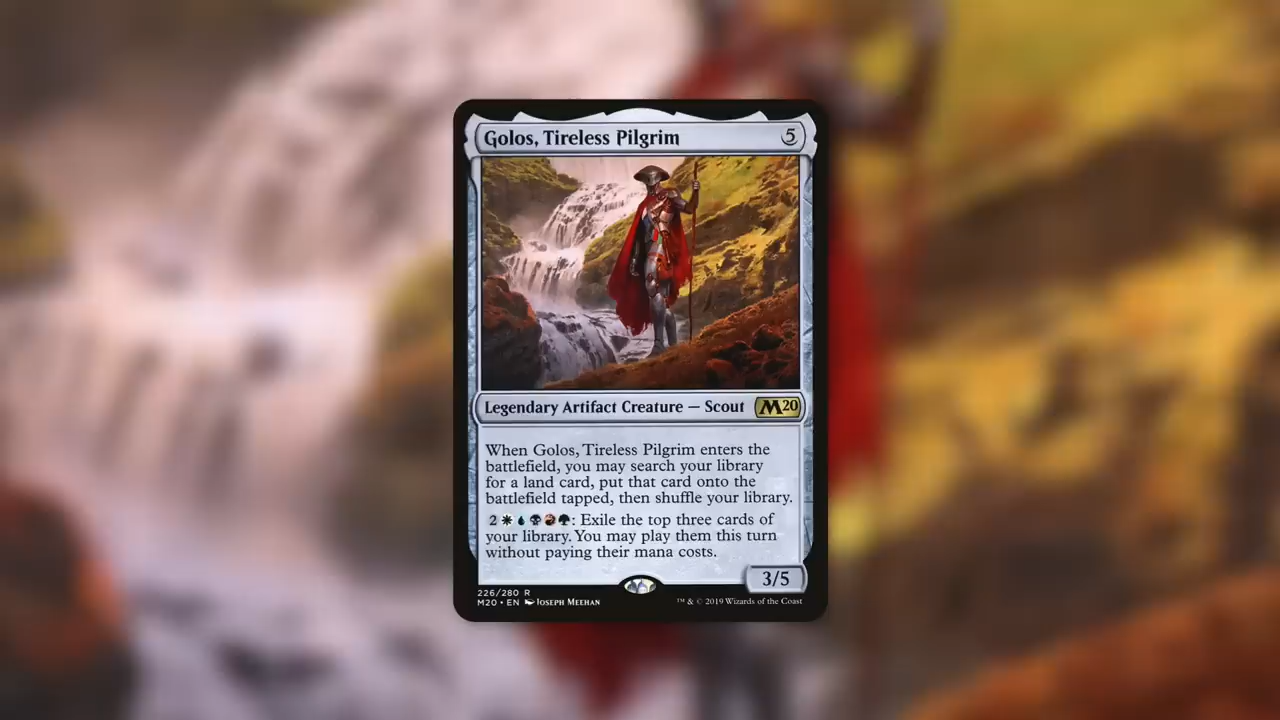 Golos, Tireless Pilgrim 5
Legendary Artifact Creature — Scout M20
When Golos, Tireless Pilgrim enters the
battlefield, you may search your library
for a land card, put that card onto the
battlefield tapped, then shuffle your library.
2: Exile the top three cards of
your library. You may play them this turn
without paying their mana costs.
3/5
226/280 R
M20 • EN Joseph Meehan
™ & © 2019 Wizards of the Coast